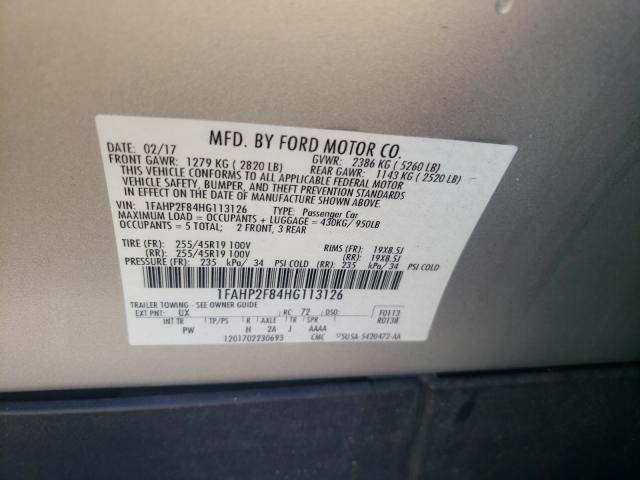 MFD. BY FORD MOTOR CO.
DATE: 02/17 GVWR: 2386 KG ( 5260 LB)
FRONT GAWR: 1279 KG ( 2820 LB) REAR GAWR: 1143 KG ( 2520 LB)
THIS VEHICLE CONFORMS TO ALL APPLICABLE FEDERAL MOTOR
VEHICLE SAFETY, BUMPER, AND THEFT PREVENTION STANDARDS
IN EFFECT ON THE DATE OF MANUFACTURE SHOWN ABOVE.
VIN: 1FAHP2F84HG113126 TYPE: Passenger Car
MAXIMUM LOAD = OCCUPANTS + LUGGAGE = 430KG/ 950LB
OCCUPANTS = 5 TOTAL; 2 FRONT, 3 REAR
TIRE (FR): 255/45R19 100V RIMS (FR): 19X8.5J
(RR): 255/45R19 100V (RR): 19X8.5J
PRESSURE (FR): 235 kPa/ 34 PSI COLD (RR): 235 kPa/ 34 PSI COLD
1FAHP2F84HG113126
TRAILER TOWING - SEE OWNER GUIDE
EXT PNT: UX RC: 72 DSO: F0113
INT TR TP/PS R AXLE TR SPR R0138
PW H 2A J AAAA
1201702230693 CMC SUSA-5420472-AA